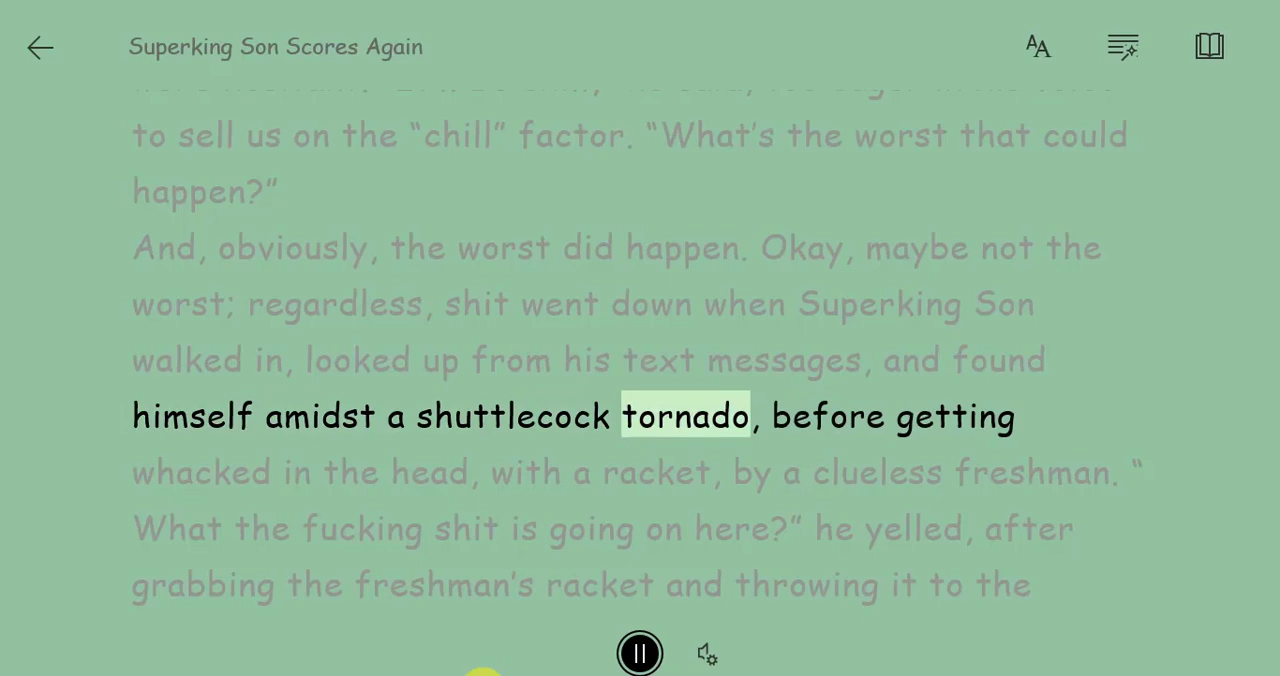 Superking Son Scores Again
to sell us on the “chill” factor. “What’s the worst that could
happen?”
And, obviously, the worst did happen. Okay, maybe not the
worst; regardless, shit went down when Superking Son
walked in, looked up from his text messages, and found
himself amidst a shuttlecock tornado, before getting
whacked in the head, with a racket, by a clueless freshman. “
What the fucking shit is going on here?” he yelled, after
grabbing the freshman’s racket and throwing it to the